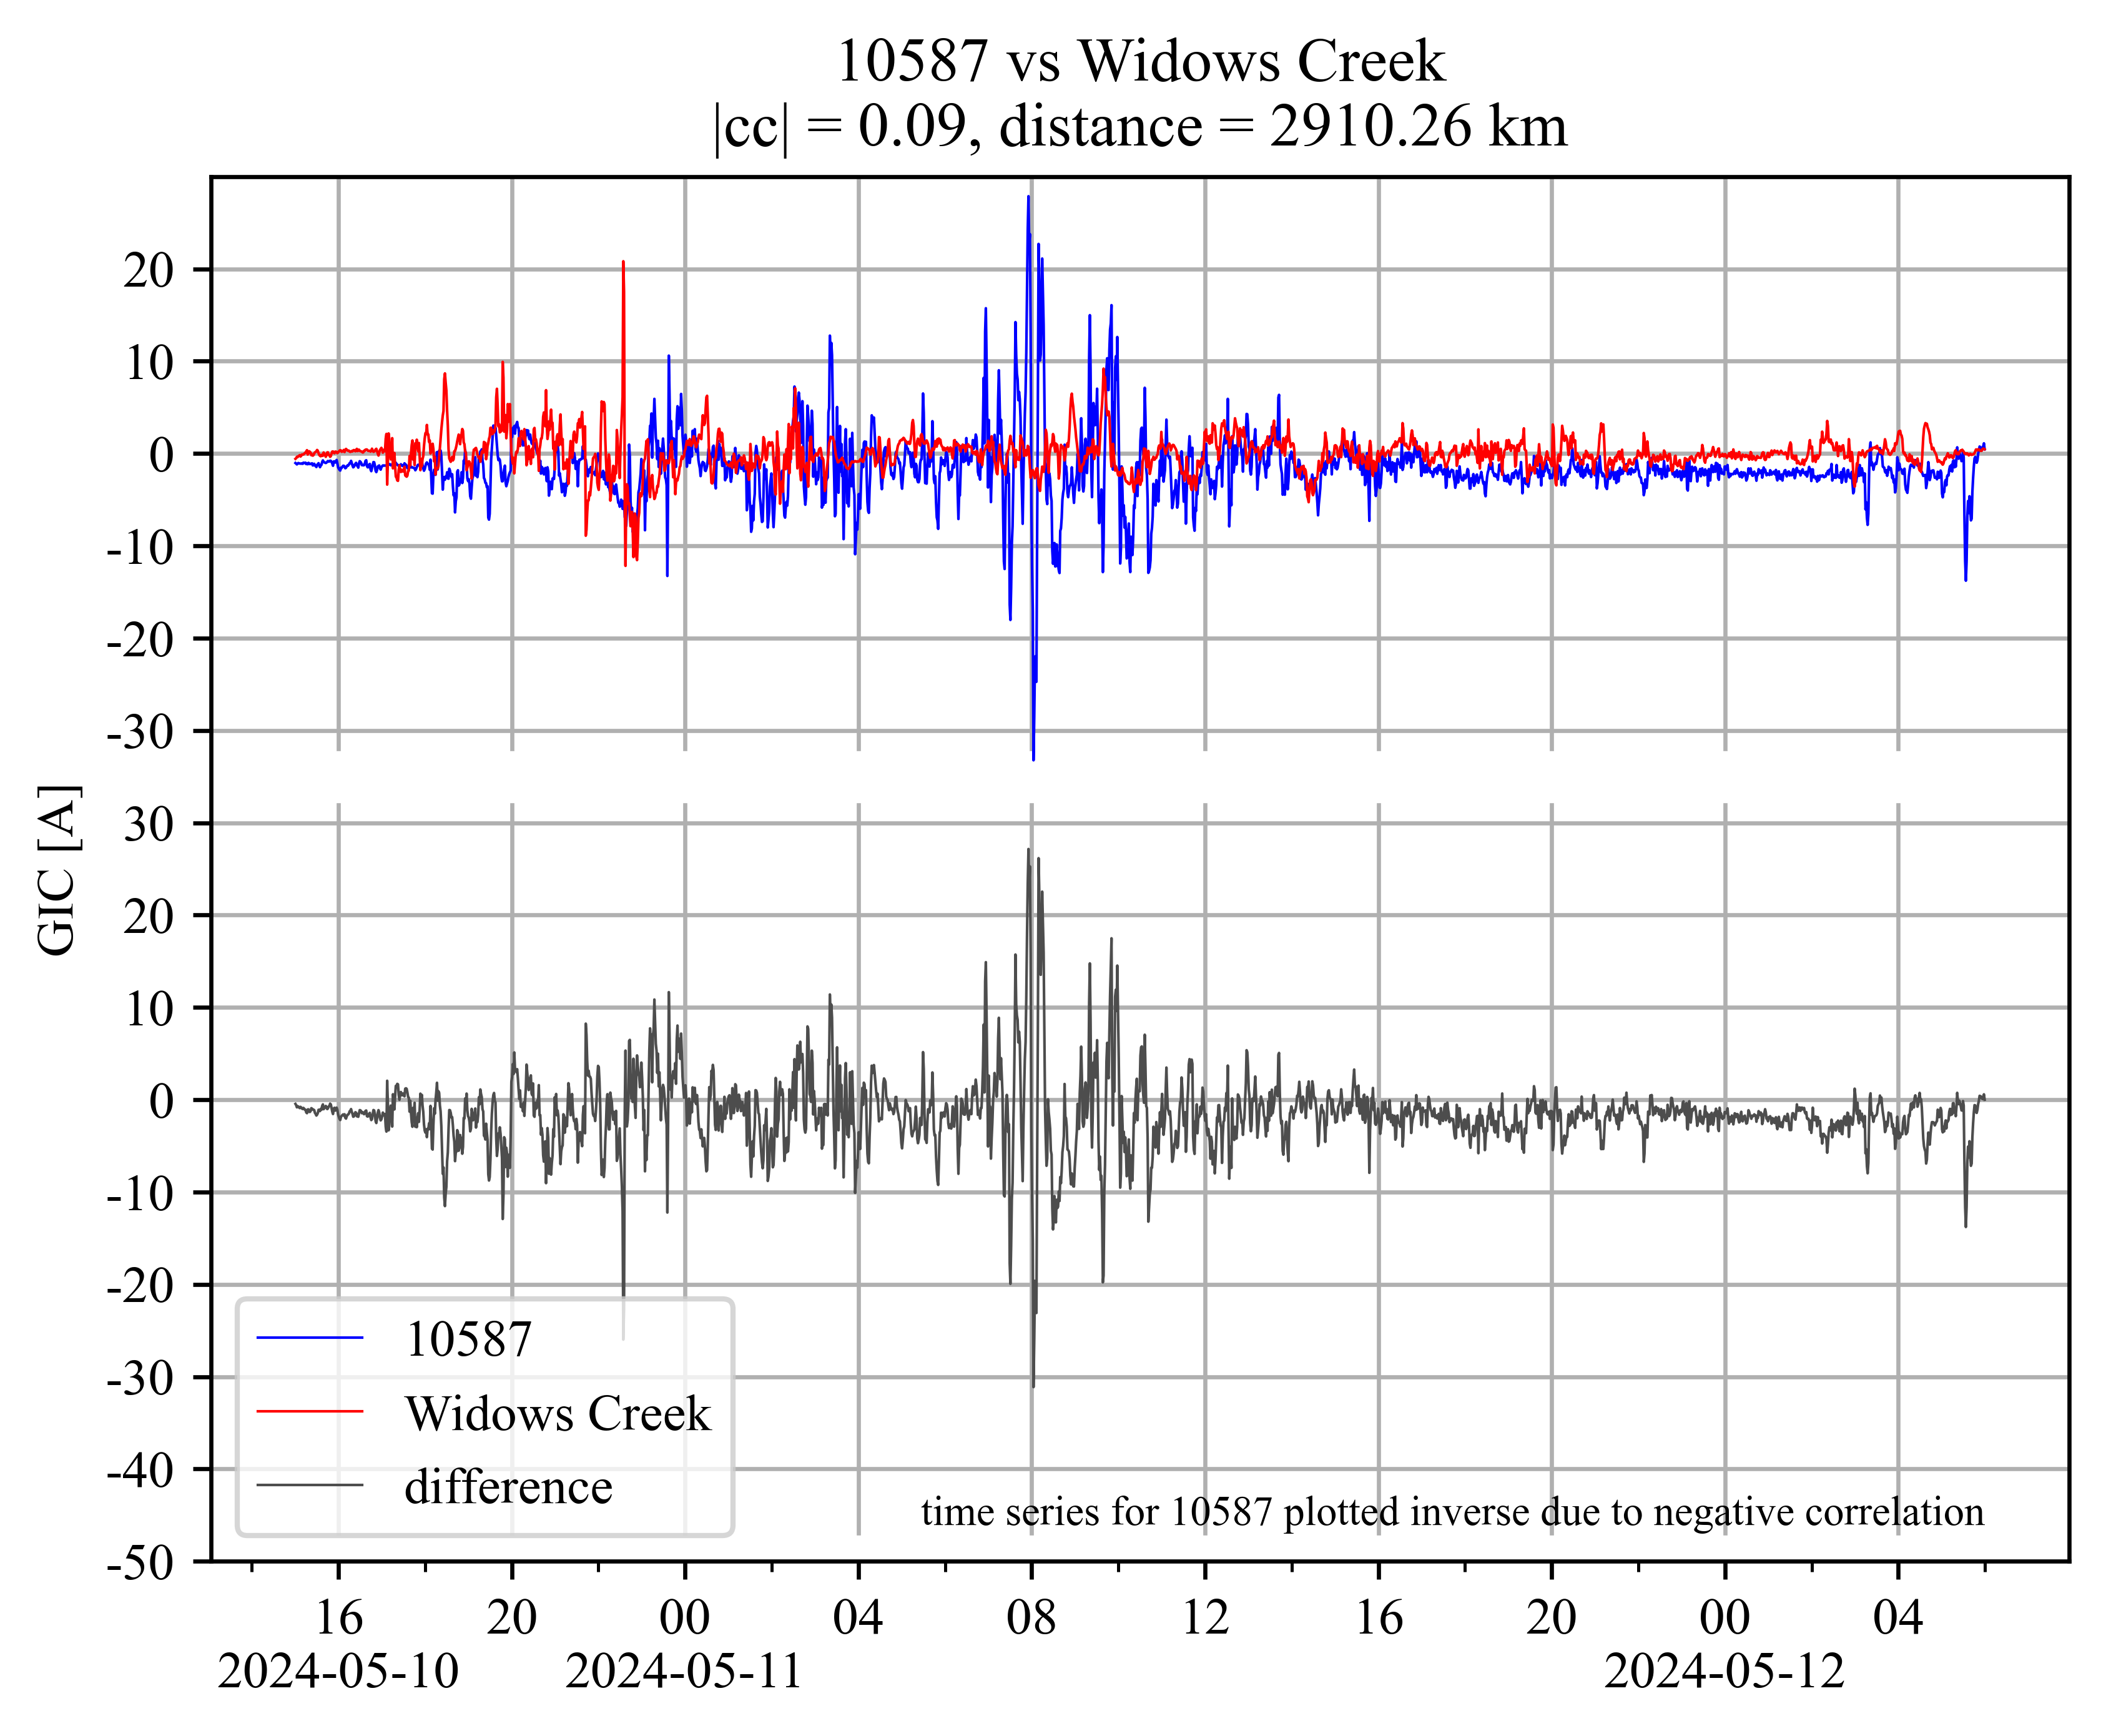 10587 vs Widows Creek
|cc| = 0.09, distance = 2910.26 km
GIC [A]
20
10
0
-10
-20
-30
30
20
10
0
-10
-20
-30
-40
-50
10587
Widows Creek
difference
time series for 10587 plotted inverse due to negative correlation
16 20 00 04 08 12 16 20 00 04
2024-05-10 2024-05-11 2024-05-12